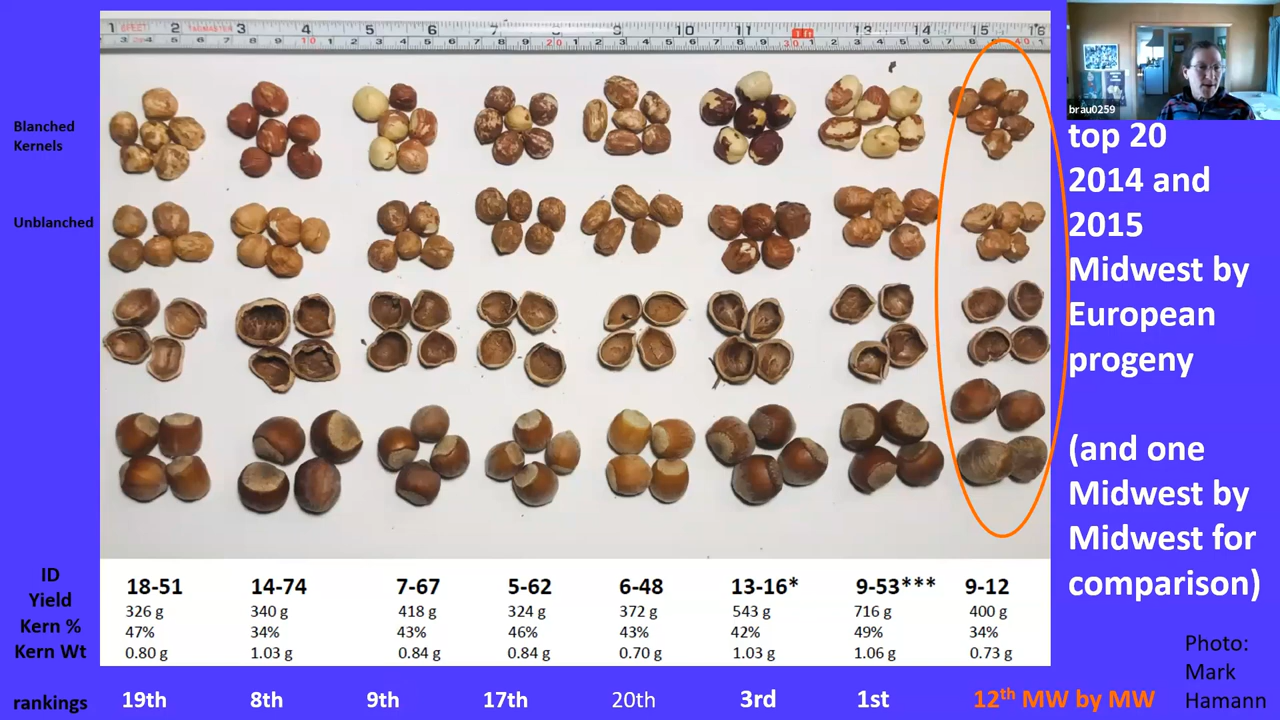 brau0259
top 20
2014 and
2015
Midwest by
European
progeny
(and one
Midwest by
Midwest for
comparison)
Blanched
Kernels
Unblanched
ID 18-51 14-74 7-67 5-62 6-48 13-16* 9-53*** 9-12
Yield 326 g 340 g 418 g 324 g 372 g 543 g 716 g 400 g
Kern % 47% 34% 43% 46% 43% 42% 49% 34%
Kern Wt 0.80 g 1.03 g 0.84 g 0.84 g 0.70 g 1.03 g 1.06 g 0.73 g
rankings 19th 8th 9th 17th 20th 3rd 1st 12th MW by MW
Photo:
Mark
Hamann